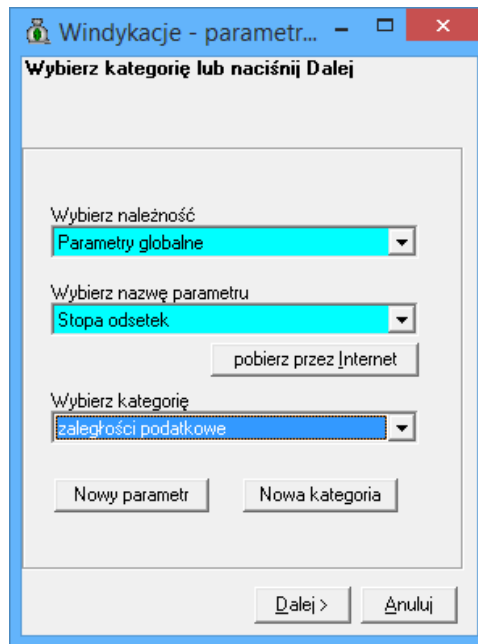 Windykacje - parametr...
Wybierz kategorię lub naciśnij Dalej
Wybierz należność
Parametry globalne
Wybierz nazwę parametru
Stopa odsetek
pobierz przez Internet
Wybierz kategorię
zaległości podatkowe
Nowy parametr
Nowa kategoria
Dalej >
Anuluj